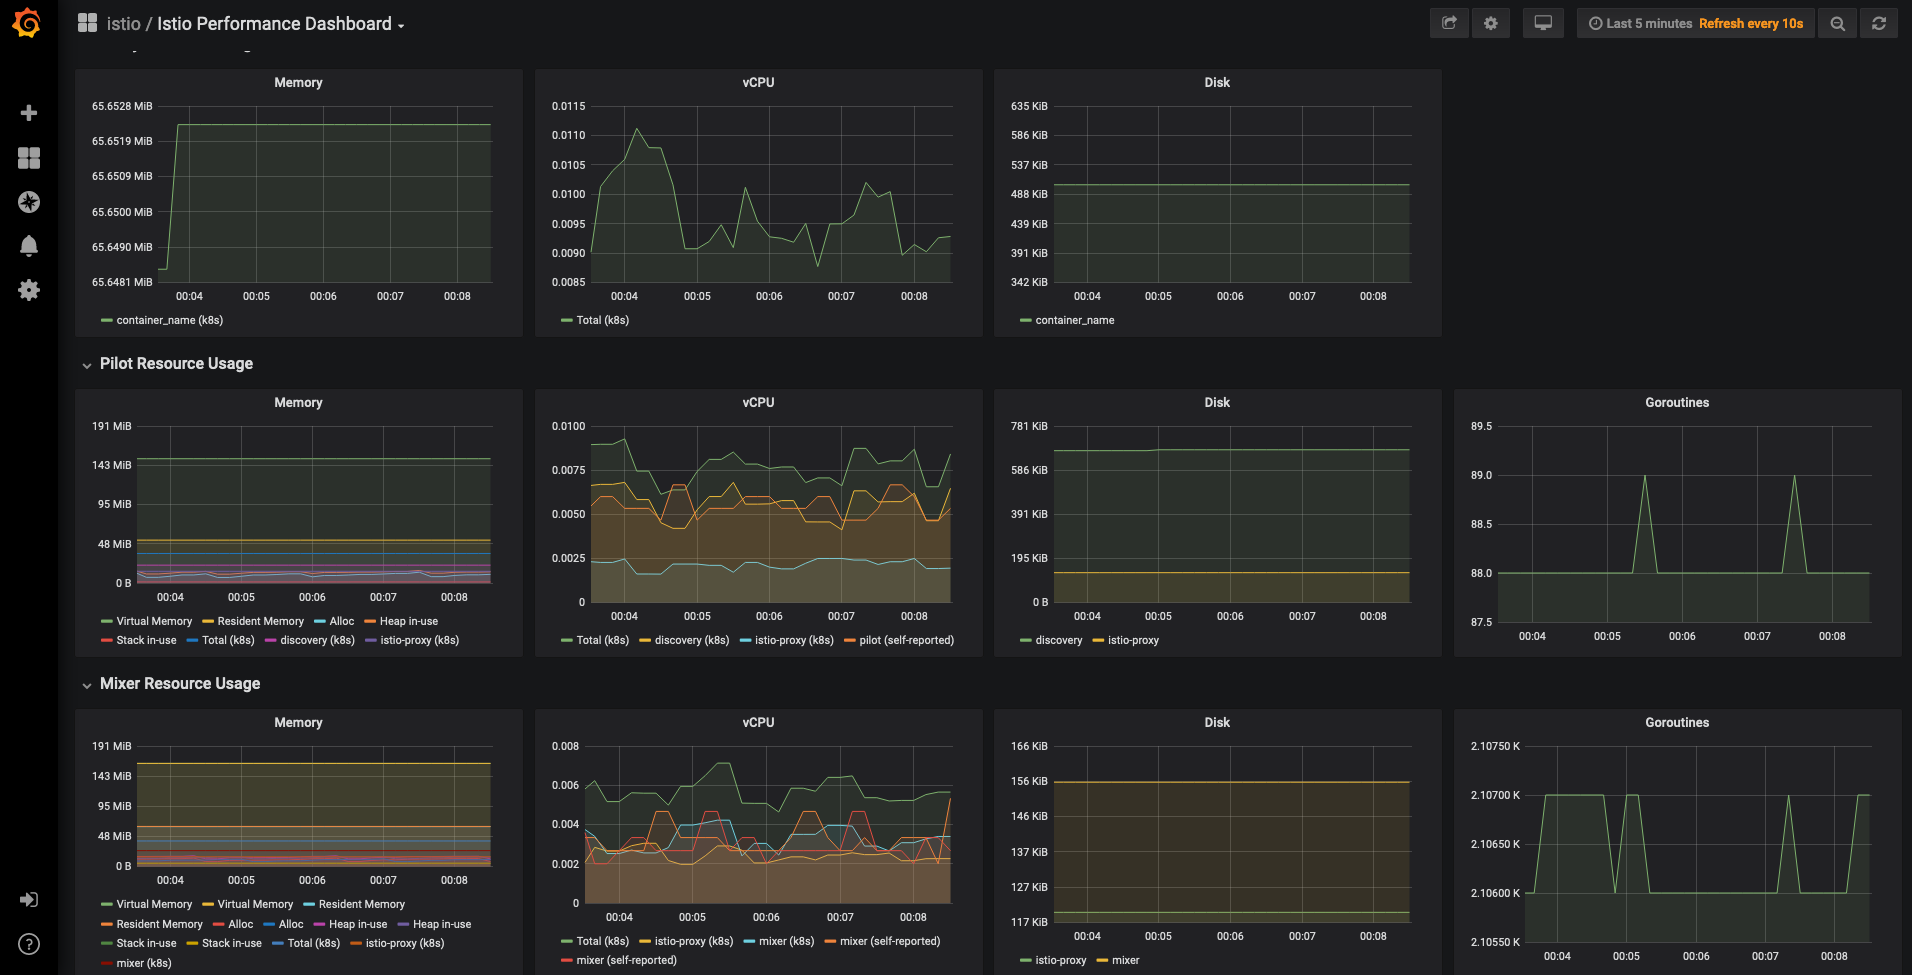 istio / Istio Performance Dashboard
Last 5 minutes Refresh every 10s
Memory
65.6528 MiB
65.6519 MiB
65.6509 MiB
65.6500 MiB
65.6490 MiB
65.6481 MiB
00:04 00:05 00:06 00:07 00:08
container_name (k8s)
vCPU
0.0115
0.0110
0.0105
0.0100
0.0095
0.0090
0.0085
00:04 00:05 00:06 00:07 00:08
Total (k8s)
Disk
635 KiB
586 KiB
537 KiB
488 KiB
439 KiB
391 KiB
342 KiB
00:04 00:05 00:06 00:07 00:08
container_name
Pilot Resource Usage
Memory
191 MiB
143 MiB
95 MiB
48 MiB
0 B
00:04 00:05 00:06 00:07 00:08
Virtual Memory Resident Memory Alloc Heap in-use
Stack in-use Total (k8s) discovery (k8s) istio-proxy (k8s)
vCPU
0.0100
0.0075
0.0050
0.0025
0
00:04 00:05 00:06 00:07 00:08
Total (k8s) discovery (k8s) istio-proxy (k8s) pilot (self-reported)
Disk
781 KiB
586 KiB
391 KiB
195 KiB
0 B
00:04 00:05 00:06 00:07 00:08
discovery istio-proxy
Goroutines
89.5
89.0
88.5
88.0
87.5
00:04 00:05 00:06 00:07 00:08
Mixer Resource Usage
Memory
191 MiB
143 MiB
95 MiB
48 MiB
0 B
00:04 00:05 00:06 00:07 00:08
Virtual Memory Virtual Memory Resident Memory
Resident Memory Alloc Alloc Heap in-use Heap in-use
Stack in-use Stack in-use Total (k8s) istio-proxy (k8s)
mixer (k8s)
vCPU
0.008
0.006
0.004
0.002
0
00:04 00:05 00:06 00:07 00:08
Total (k8s) istio-proxy (k8s) mixer (k8s) mixer (self-reported)
mixer (self-reported)
Disk
166 KiB
156 KiB
146 KiB
137 KiB
127 KiB
117 KiB
00:04 00:05 00:06 00:07 00:08
istio-proxy mixer
Goroutines
2.10750 K
2.10700 K
2.10650 K
2.10600 K
2.10550 K
00:04 00:05 00:06 00:07 00:08